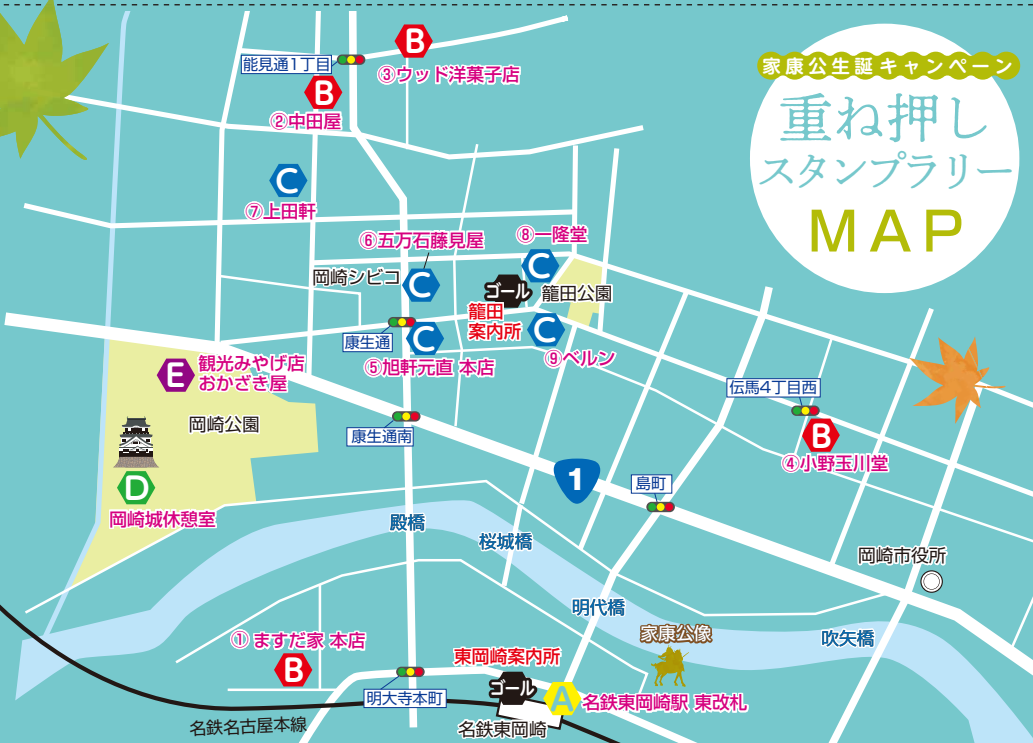 家康公生誕キャンペーン
重ね押し
スタンプラリー
MAP
能見通1丁目
B
③ウッド洋菓子店
B
②中田屋
C
⑦上田軒
⑥五万石藤見屋
⑧一隆堂
岡崎シビコ
C
C
ゴール
籠田公園
籠田
案内所
康生通
C
C
⑤旭軒元直 本店
⑨ベルン
E
観光みやげ店
おかざき屋
伝馬4丁目西
岡崎公園
康生通南
B
④小野玉川堂
D
岡崎城休憩室
1
島町
殿橋
桜城橋
岡崎市役所
明代橋
家康公像
吹矢橋
①ますだ家 本店
B
東岡崎案内所
ゴール
明大寺本町
A
名鉄東岡崎駅 東改札
名鉄名古屋本線
名鉄東岡崎